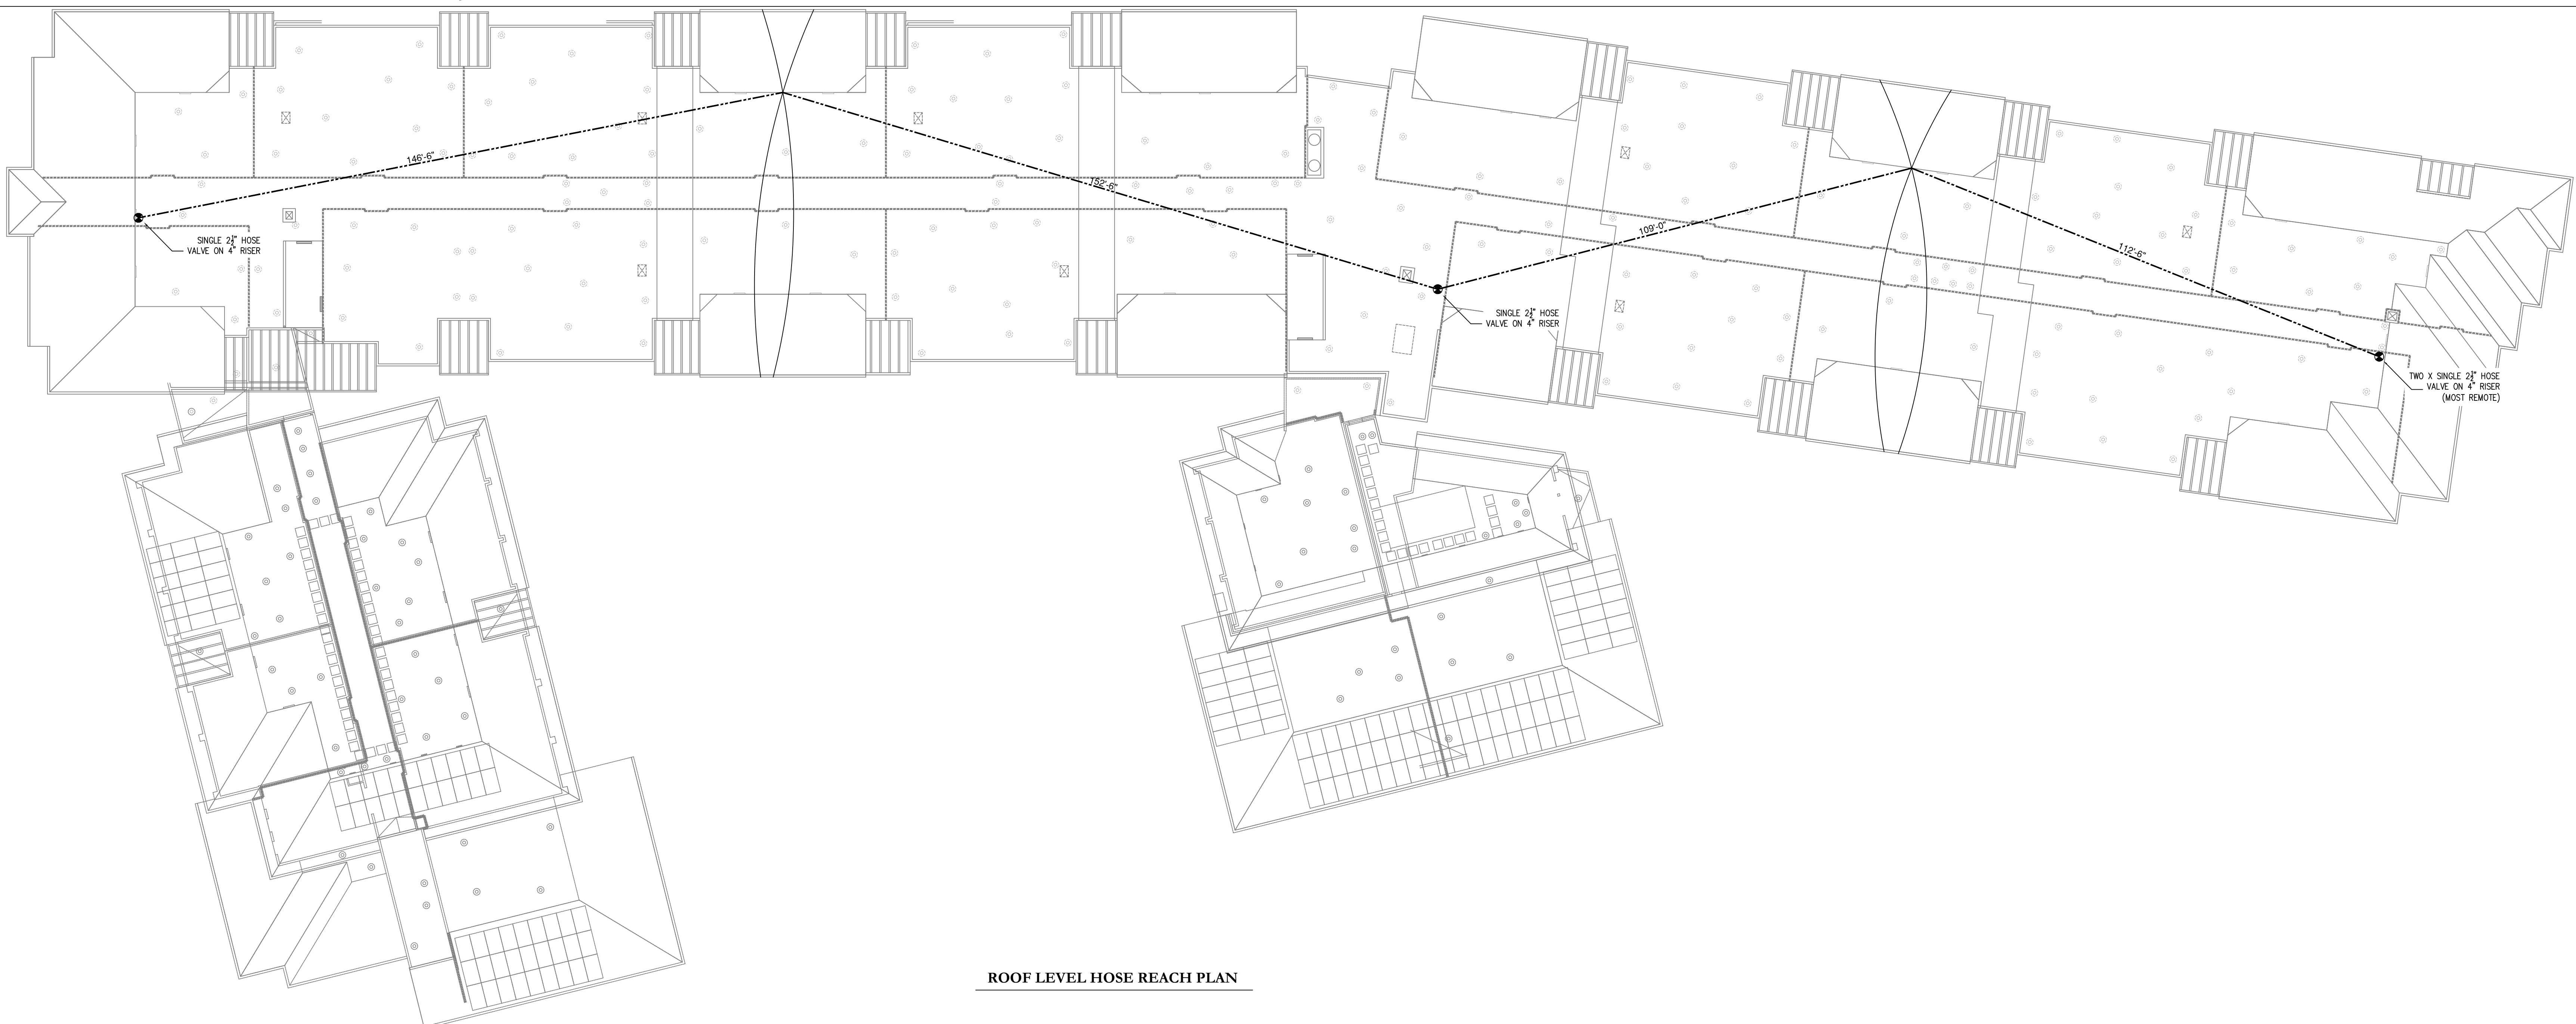 146'-6"
152'-6"
109'-0"
112'-6"
SINGLE 2½" HOSE
VALVE ON 4" RISER
SINGLE 2½" HOSE
VALVE ON 4" RISER
TWO X SINGLE 2½" HOSE
VALVE ON 4" RISER
(MOST REMOTE)
ROOF LEVEL HOSE REACH PLAN